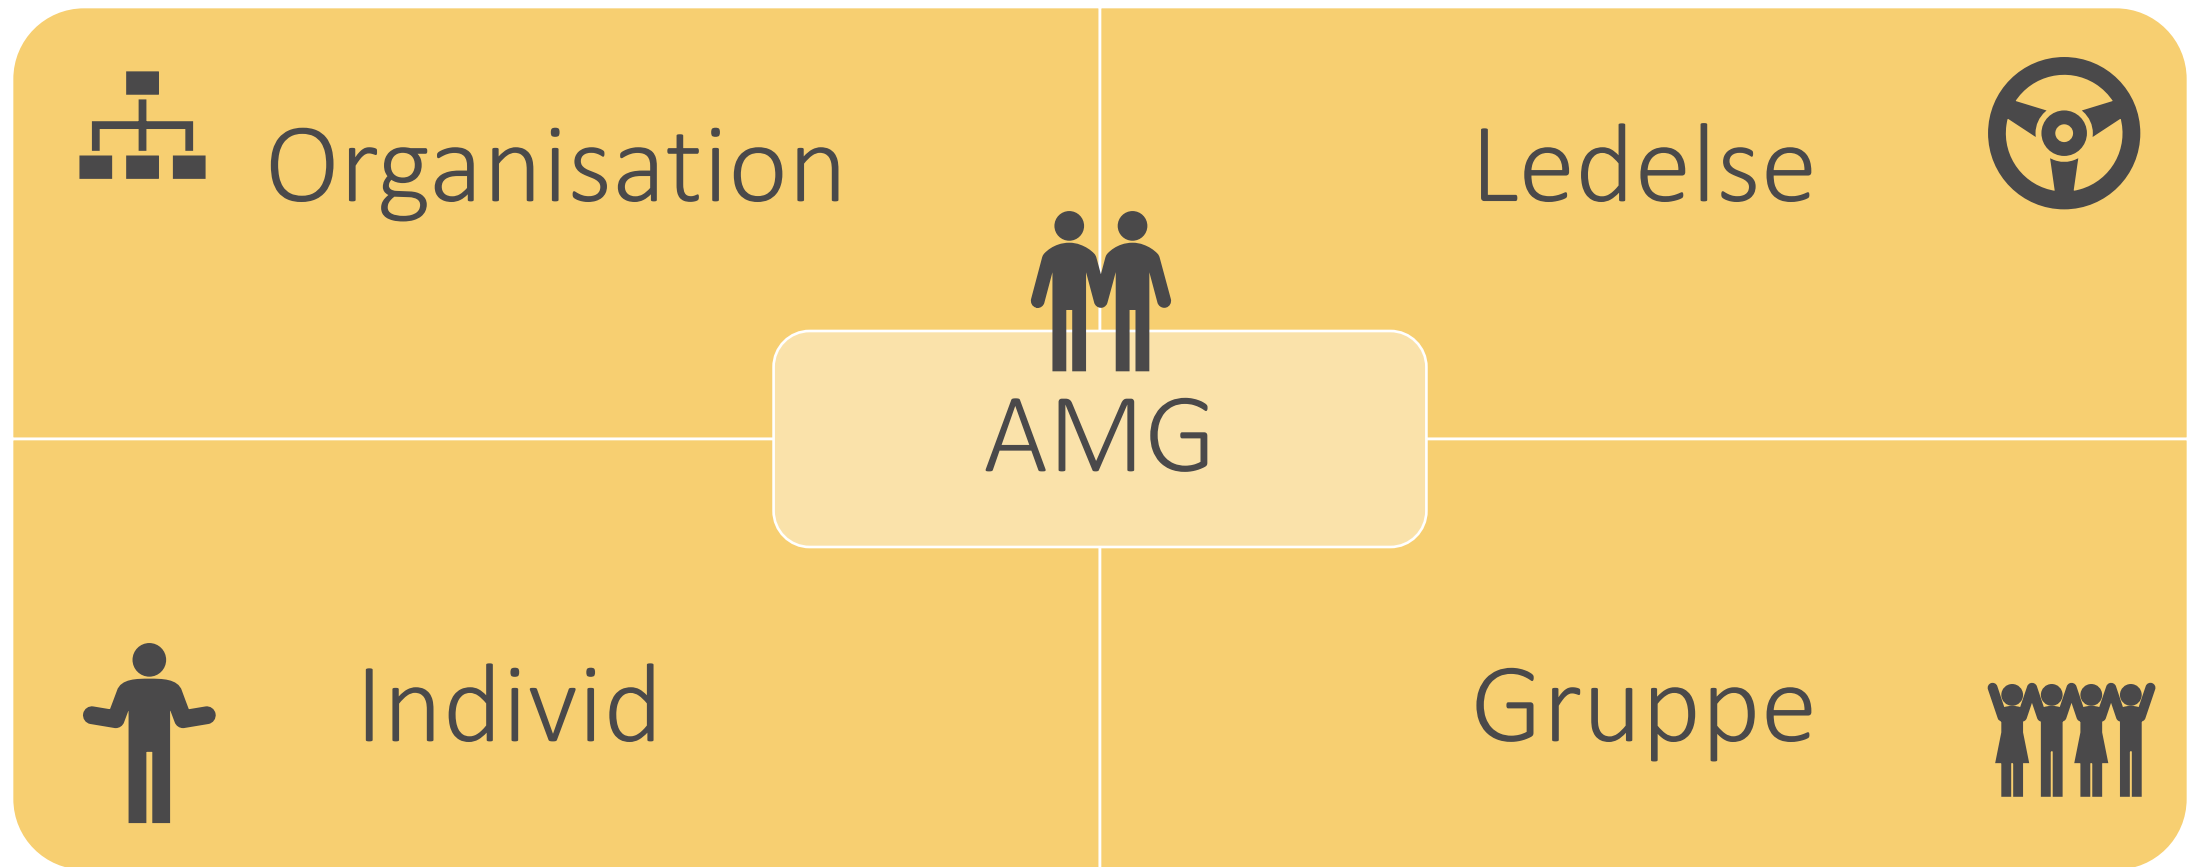 Organisation
Ledelse
AMG
Individ
Gruppe